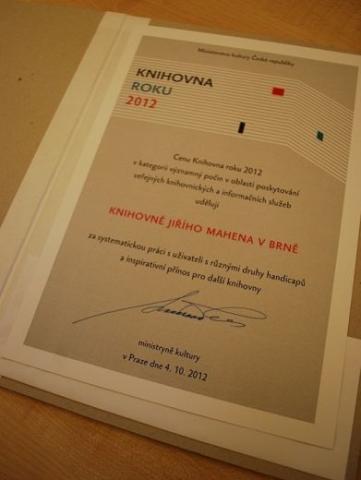 Ministerstvo kultury České republiky
KNIHOVNA
ROKU
2012
Cenu Knihovna roku 2012
v kategorii významný počin v oblasti poskytování
veřejných knihovnických a informačních služeb
udělují
KNIHOVNĚ JIŘÍHO MAHENA V BRNĚ
za systematickou práci s uživateli s různými druhy handicapů
a inspirativní přínos pro další knihovny
ministryně kultury
v Praze dne 4. 10. 2012